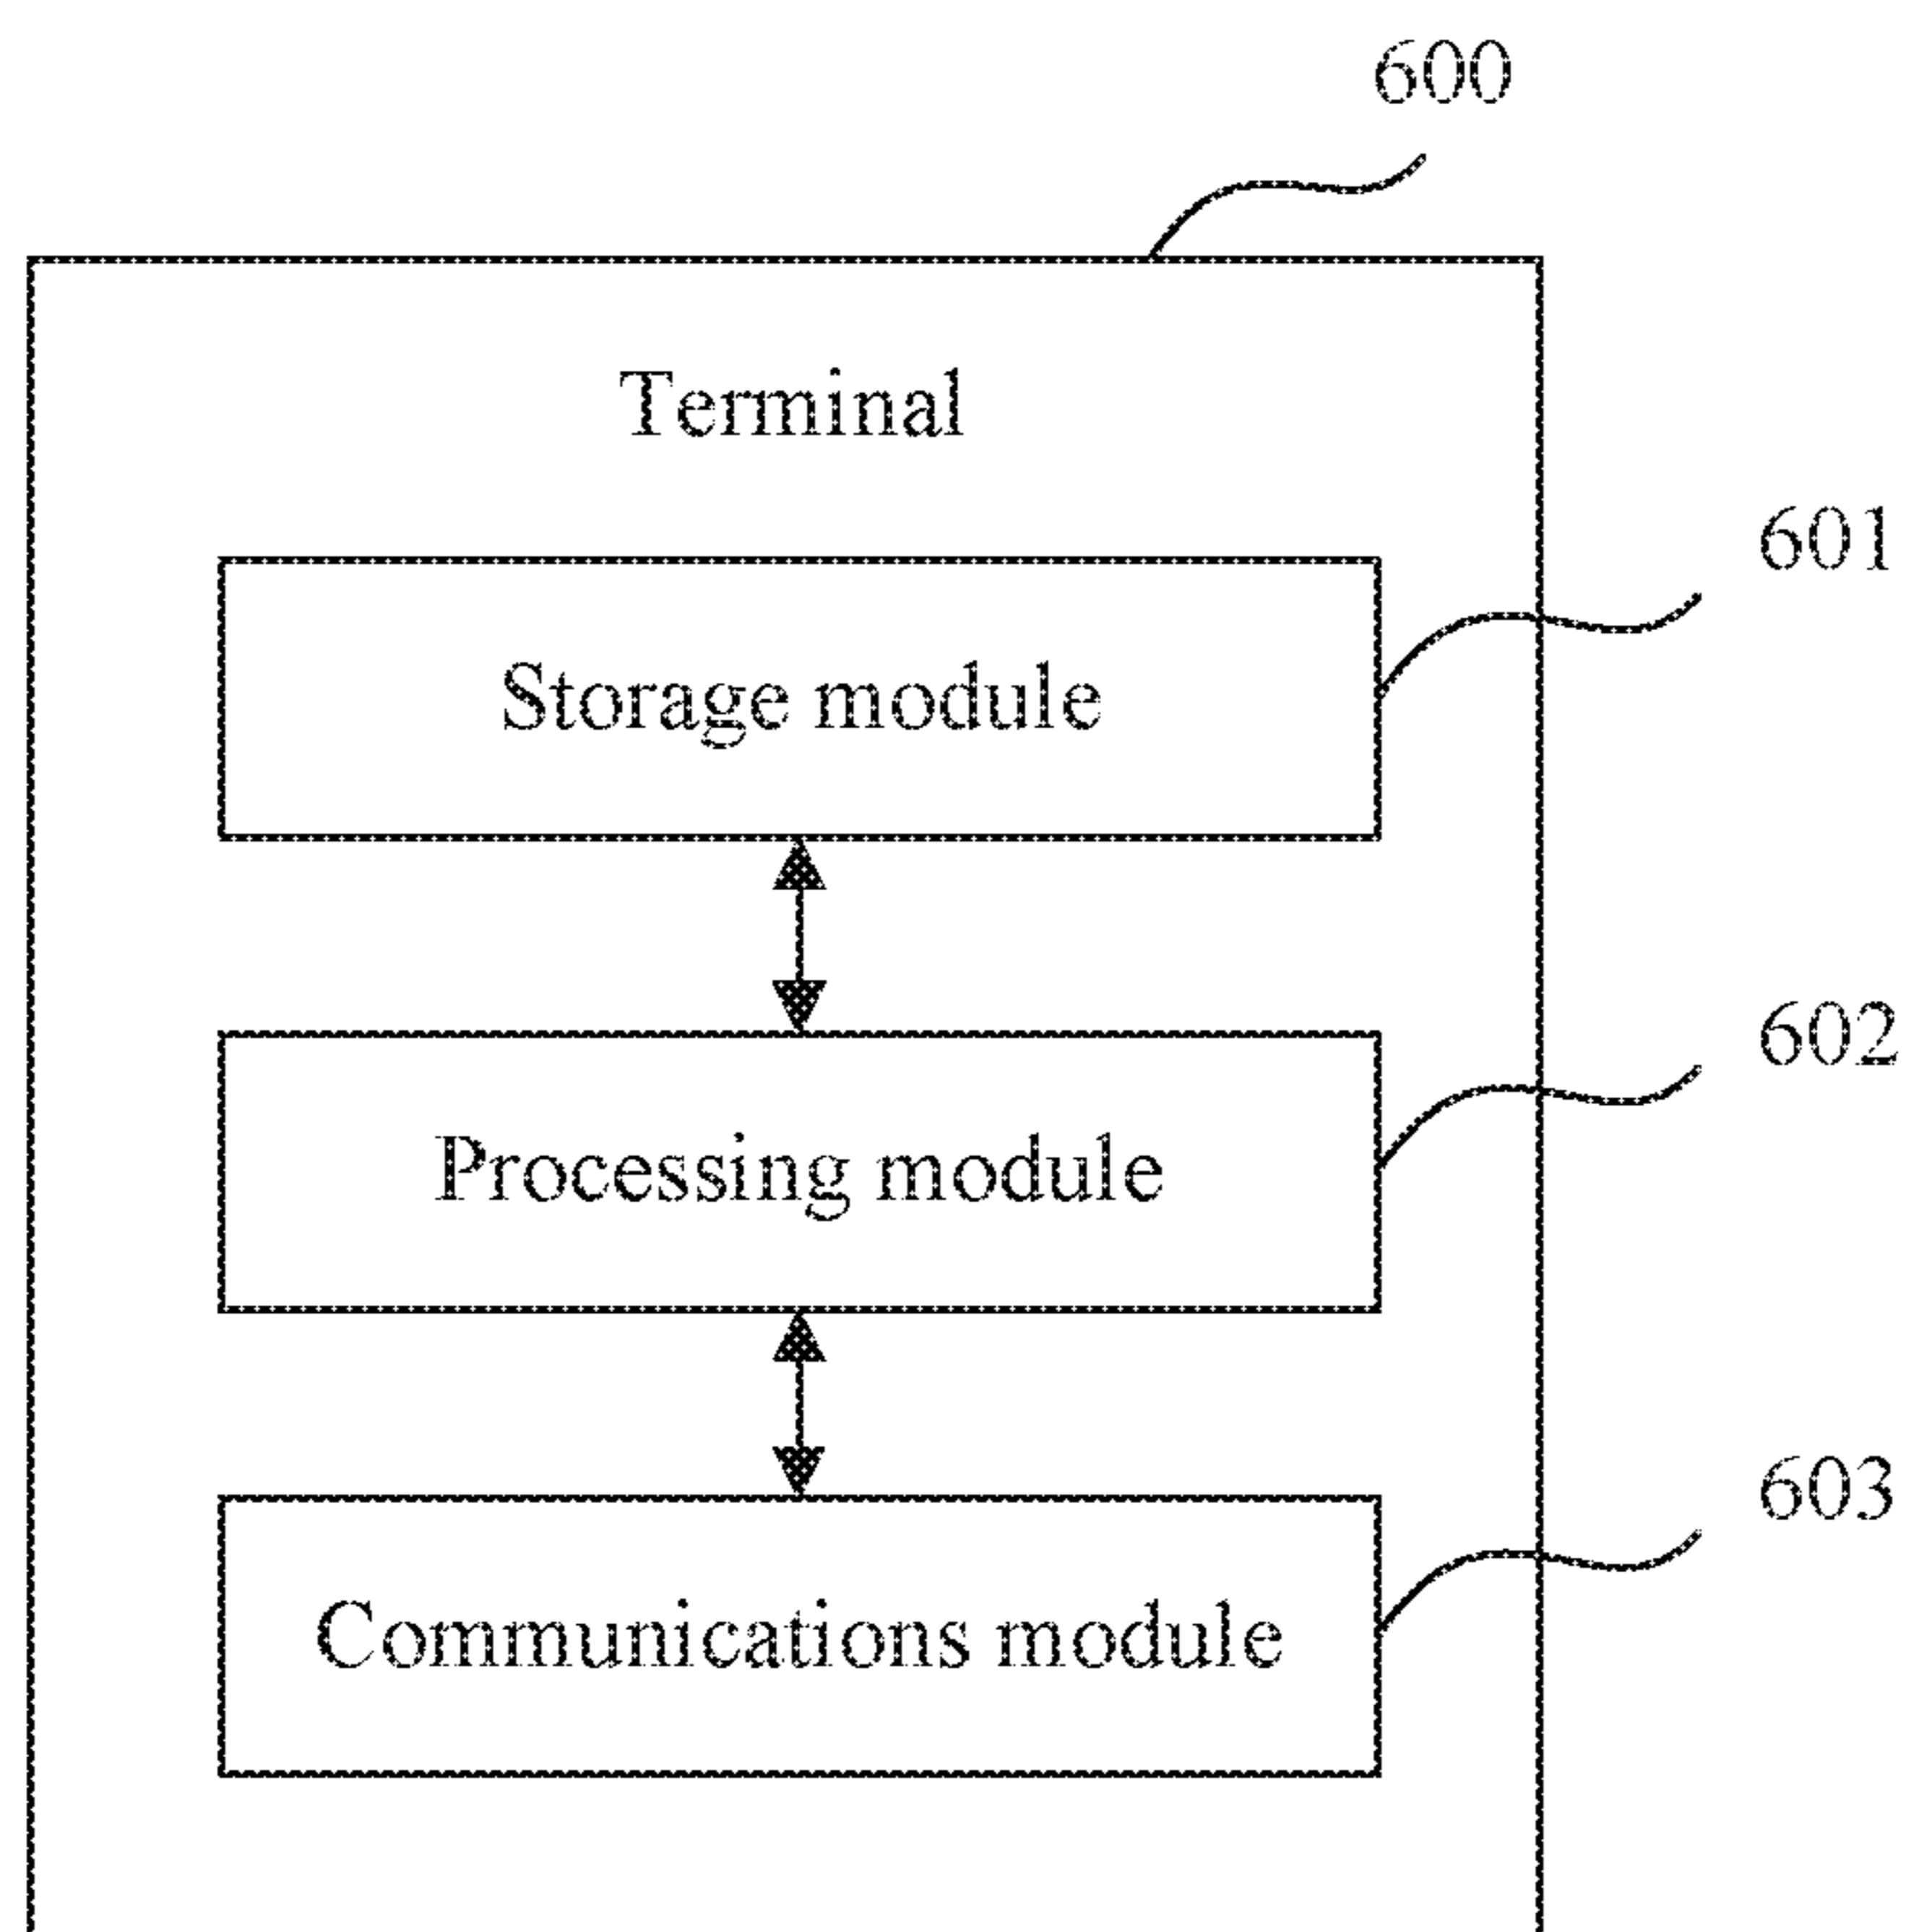 600
Terminal
601
Storage module
602
Processing module
603
Communications module